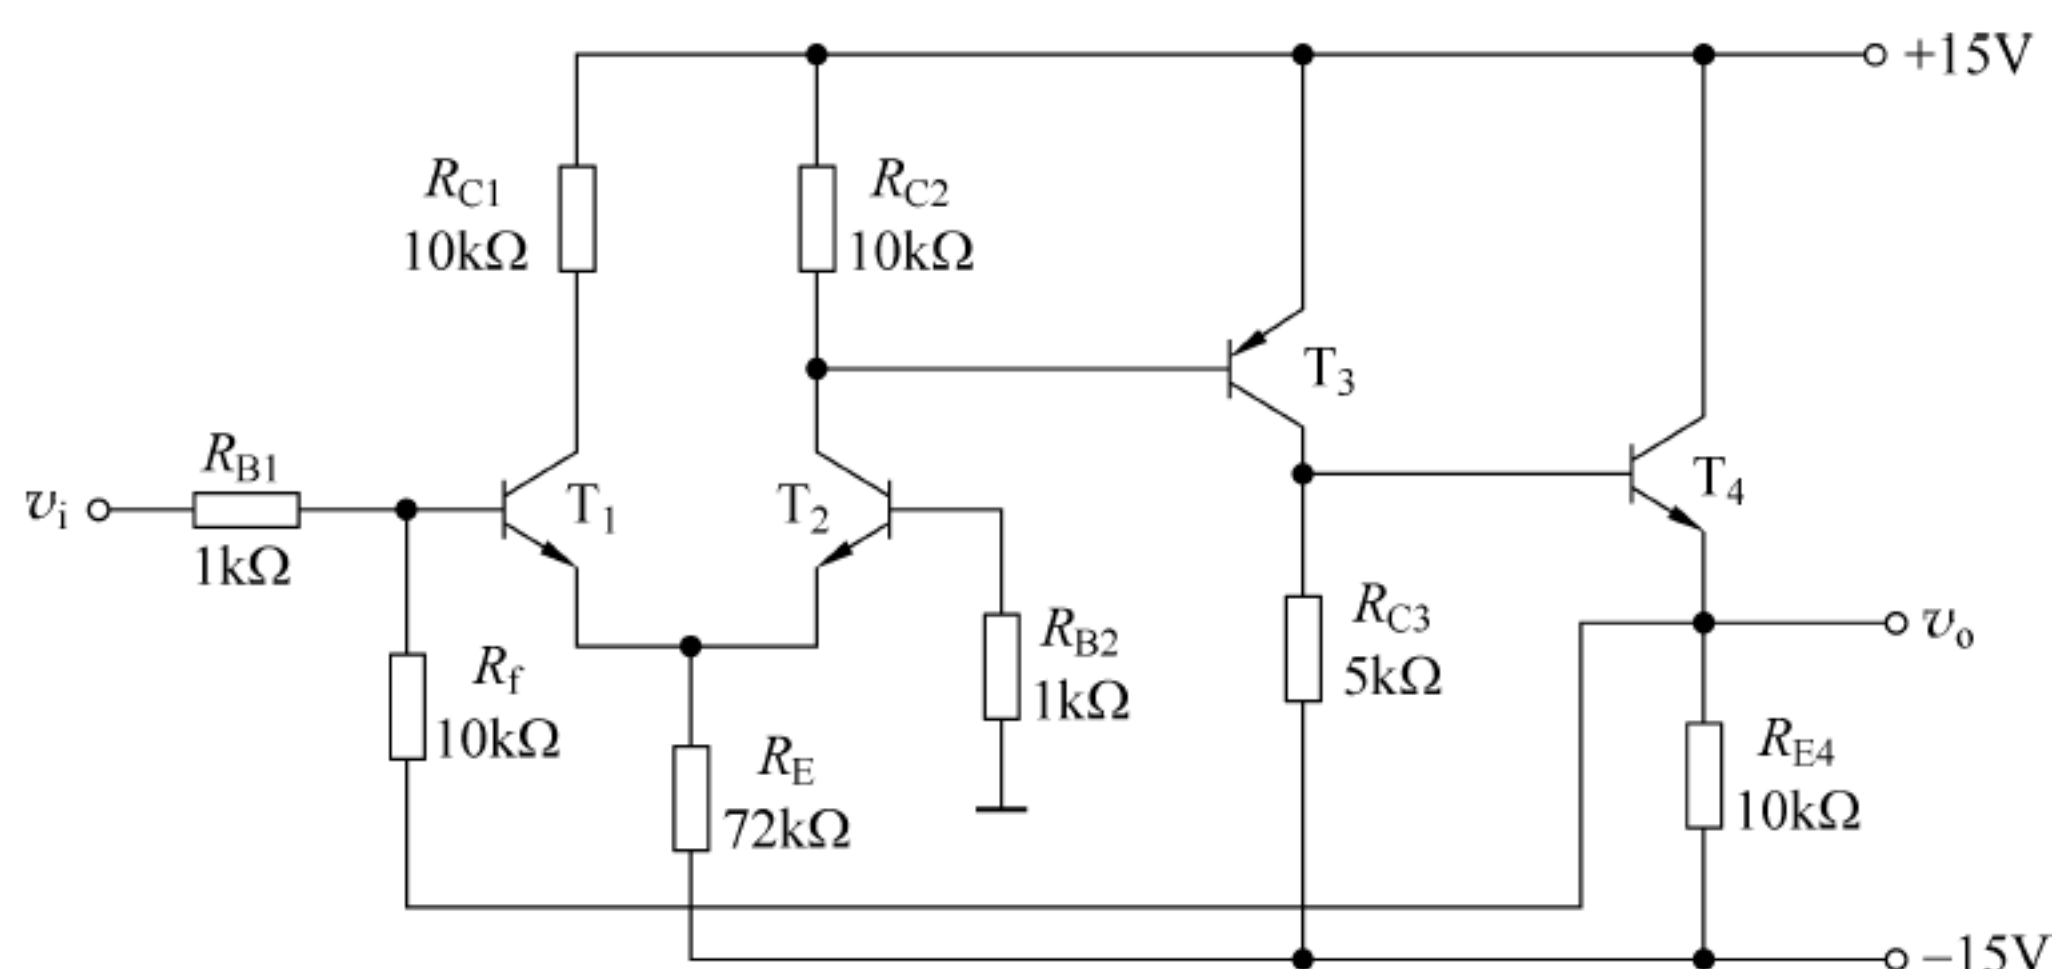 +15V
R_C1
10kΩ
R_C2
10kΩ
T_3
R_B1
v_i
1kΩ
T_1
T_2
T_4
R_f
10kΩ
R_B2
1kΩ
R_C3
5kΩ
v_o
R_E
72kΩ
R_E4
10kΩ
−15V